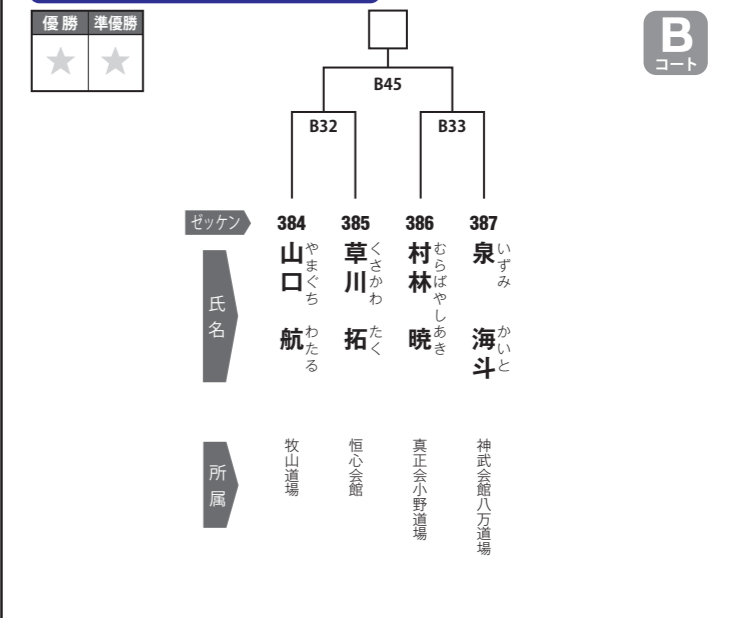 優勝 準優勝
B
コート
B45
B32 B33
ゼッケン 384 385 386 387
氏名
山口 航
やまぐち わたる
草川 拓
くさかわ たく
村林 暁
むらばやし あき
泉 海斗
いずみ かいと
所属
牧山道場
恒心会館
真正会小野道場
神武会館八万道場